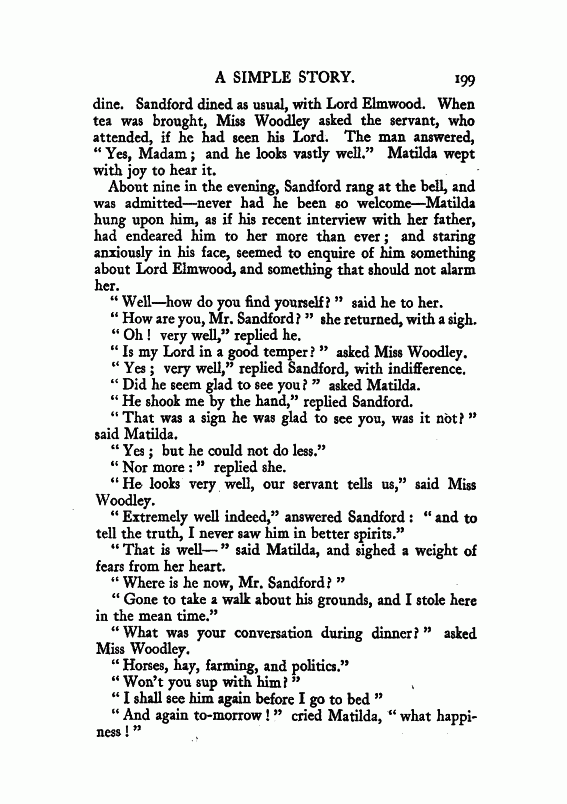 A SIMPLE STORY. 199
dine. Sandford dined as usual, with Lord Elmwood. When
tea was brought, Miss Woodley asked the servant, who
attended, if he had seen his Lord. The man answered,
“ Yes, Madam ; and he looks vastly well.” Matilda wept
with joy to hear it.
About nine in the evening, Sandford rang at the bell, and
was admitted—never had he been so welcome—Matilda
hung upon him, as if his recent interview with her father,
had endeared him to her more than ever ; and staring
anxiously in his face, seemed to enquire of him something
about Lord Elmwood, and something that should not alarm
her.
“ Well—how do you find yourself? ” said he to her.
“ How are you, Mr. Sandford? ” she returned, with a sigh.
“ Oh ! very well,” replied he.
“ Is my Lord in a good temper? ” asked Miss Woodley.
“ Yes ; very well,” replied Sandford, with indifference.
“ Did he seem glad to see you? ” asked Matilda.
“ He shook me by the hand,” replied Sandford.
“ That was a sign he was glad to see you, was it not? ”
said Matilda.
“ Yes ; but he could not do less.”
“ Nor more : ” replied she.
“ He looks very well, our servant tells us,” said Miss
Woodley.
“ Extremely well indeed,” answered Sandford : “ and to
tell the truth, I never saw him in better spirits.”
“ That is well— ” said Matilda, and sighed a weight of
fears from her heart.
“ Where is he now, Mr. Sandford? ”
“ Gone to take a walk about his grounds, and I stole here
in the mean time.”
“ What was your conversation during dinner? ” asked
Miss Woodley.
“ Horses, hay, farming, and politics.”
“ Won’t you sup with him? ”
“ I shall see him again before I go to bed ”
“ And again to-morrow ! ” cried Matilda, “ what happi-
ness ! ”